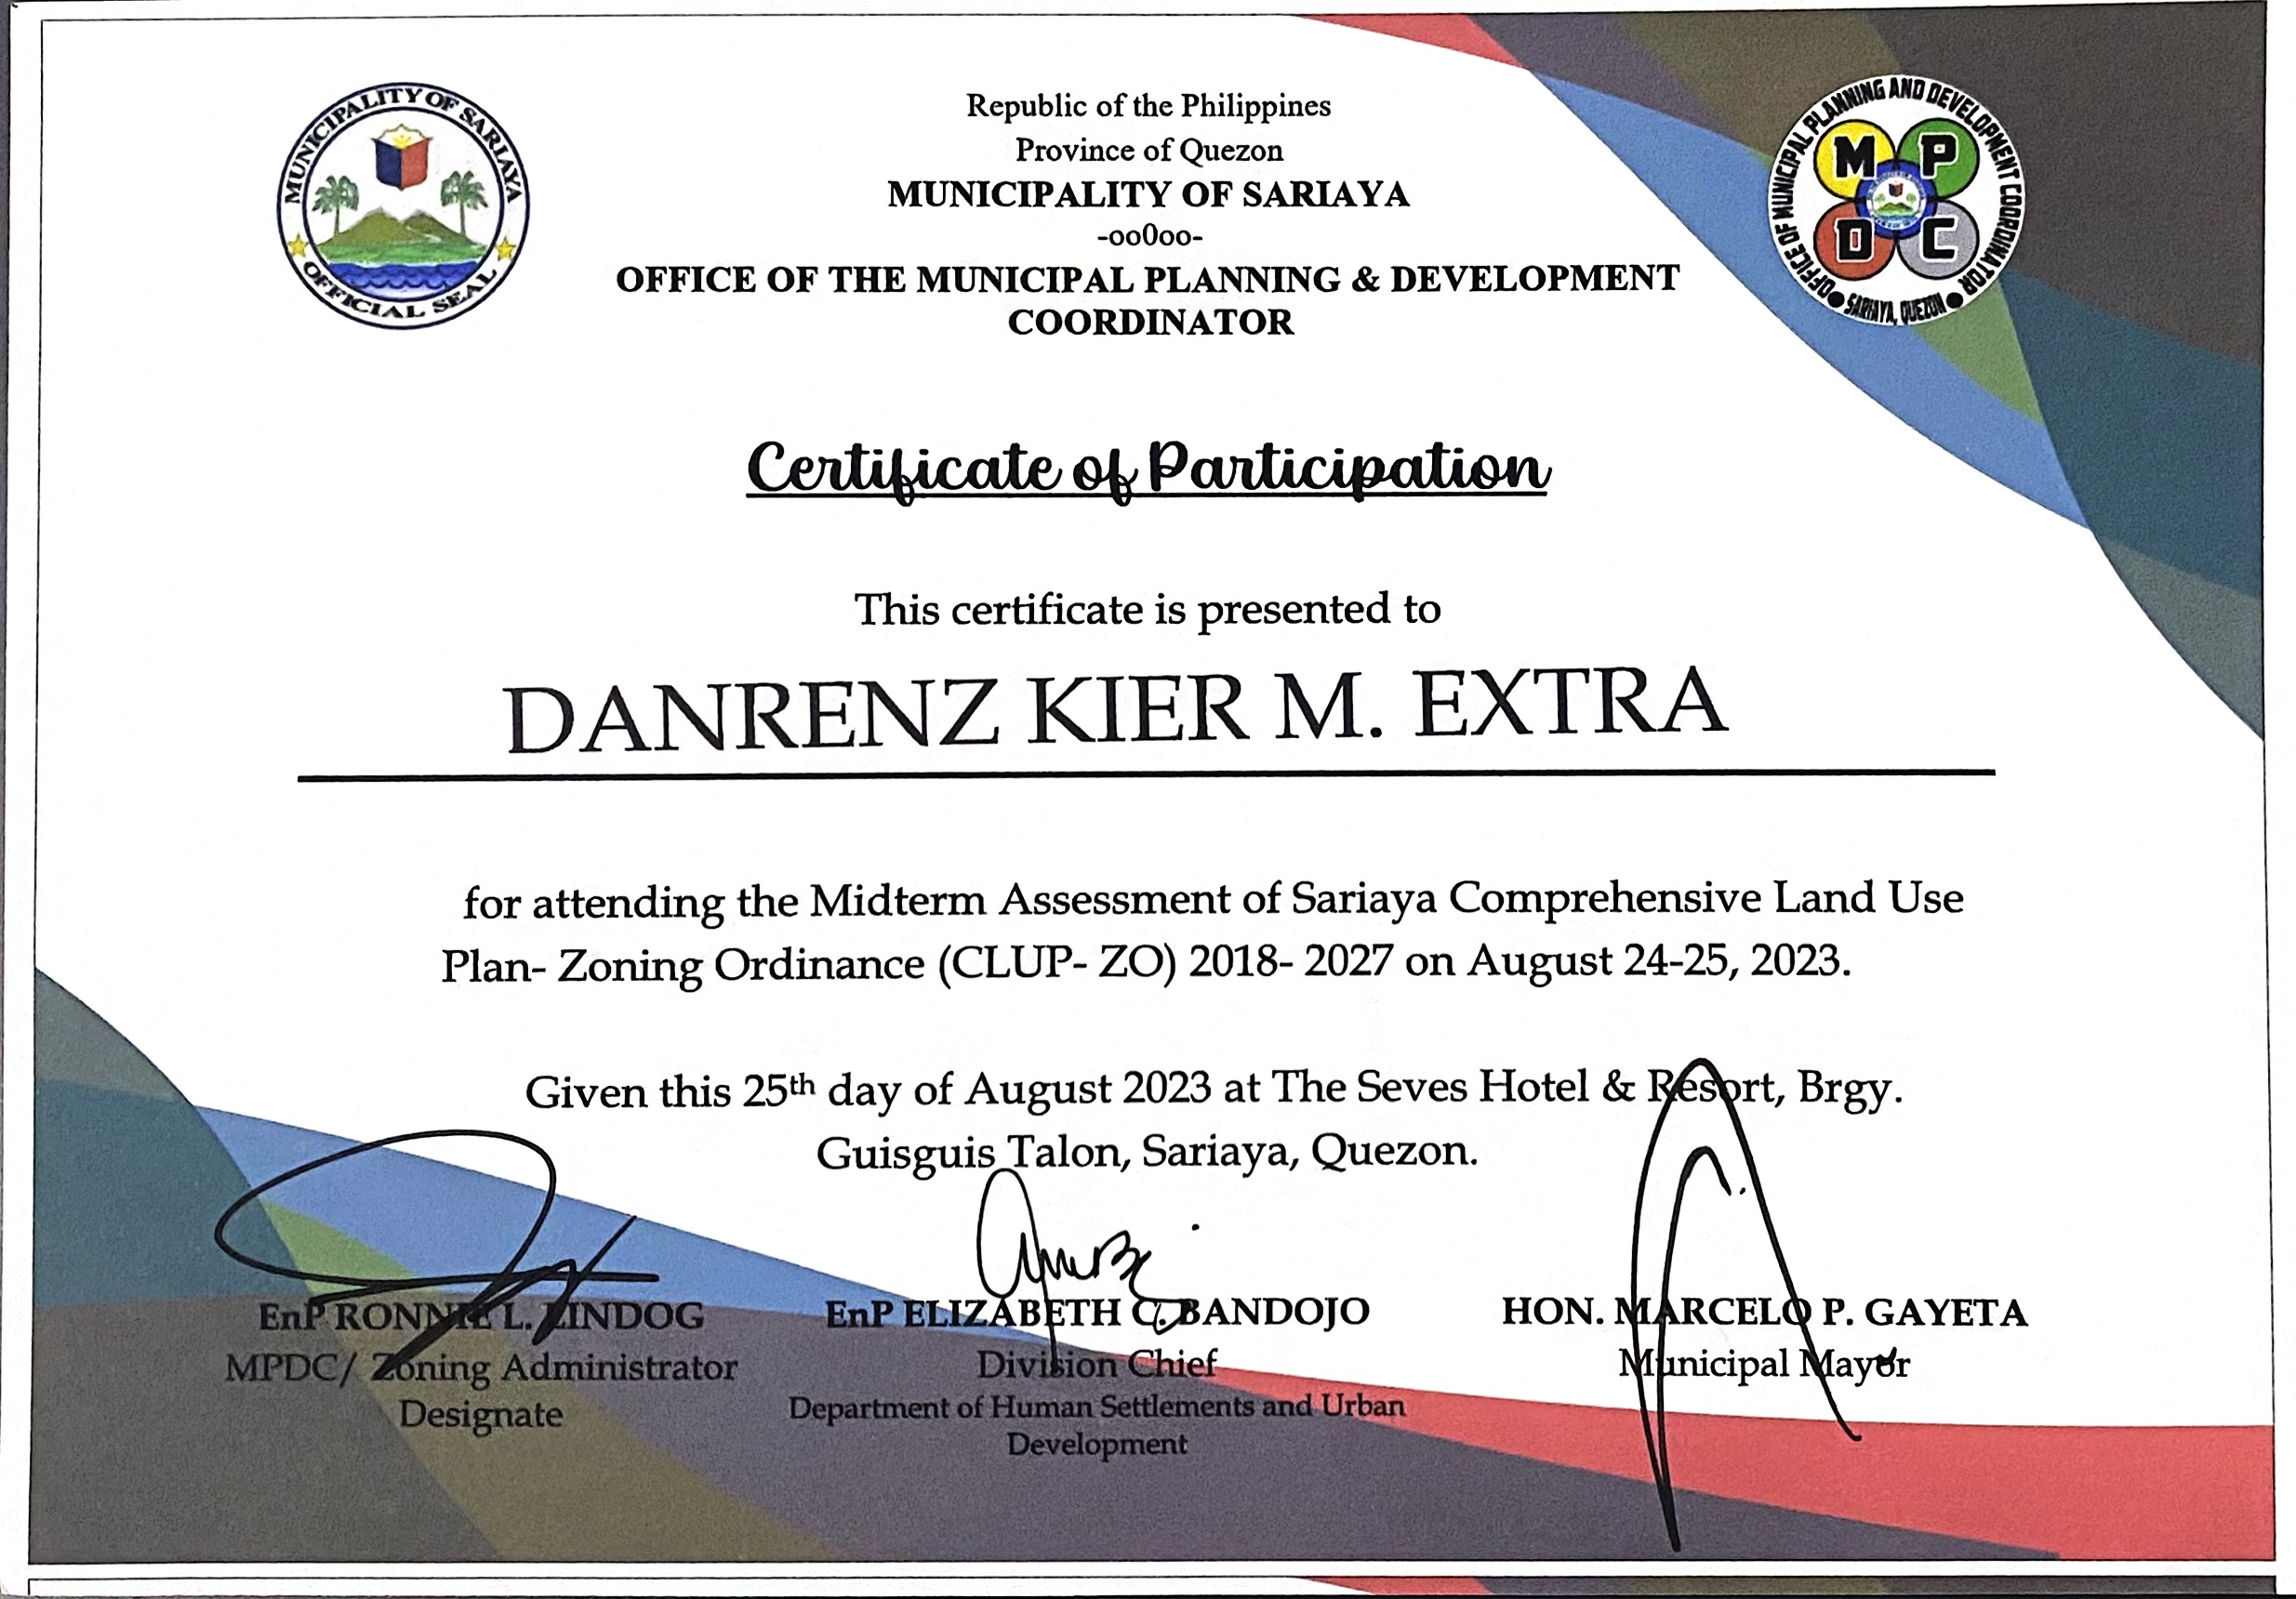 MUNICIPALITY OF SARIAYA
OFFICIAL SEAL
Republic of the Philippines
Province of Quezon
MUNICIPALITY OF SARIAYA
-oo0oo-
OFFICE OF THE MUNICIPAL PLANNING & DEVELOPMENT
COORDINATOR
OFFICE OF MUNICIPAL PLANNING AND DEVELOPMENT COORDINATOR
M P
D C
SARIAYA, QUEZON
Certificate of Participation
This certificate is presented to
DANRENZ KIER M. EXTRA
for attending the Midterm Assessment of Sariaya Comprehensive Land Use
Plan- Zoning Ordinance (CLUP- ZO) 2018- 2027 on August 24-25, 2023.
Given this 25th day of August 2023 at The Seves Hotel & Resort, Brgy.
Guisguis Talon, Sariaya, Quezon.
EnP RONNIE L. LINDOG
MPDC/ Zoning Administrator
Designate
EnP ELIZABETH C. BANDOJO
Division Chief
Department of Human Settlements and Urban
Development
HON. MARCELO P. GAYETA
Municipal Mayor